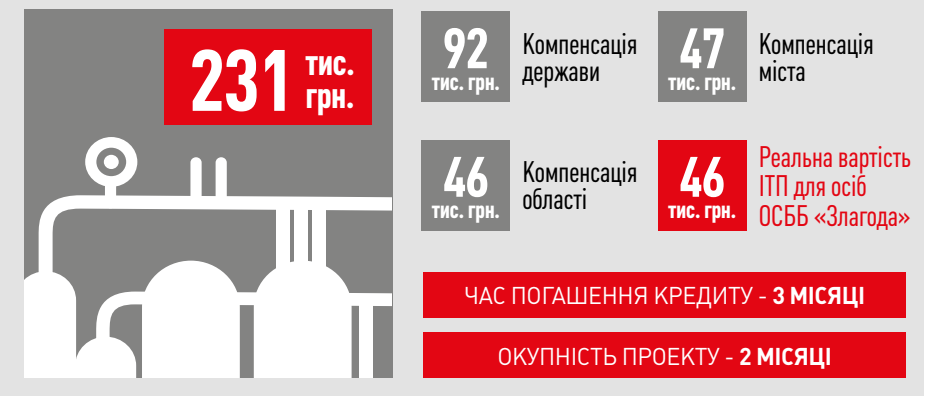 231 тис.
грн.
92
тис. грн.
Компенсація
держави
47
тис. грн.
Компенсація
міста
46
тис. грн.
Компенсація
області
46
тис. грн.
Реальна вартість
ІТП для осіб
ОСББ «Злагода»
ЧАС ПОГАШЕННЯ КРЕДИТУ - 3 МІСЯЦІ
ОКУПНІСТЬ ПРОЕКТУ - 2 МІСЯЦІ